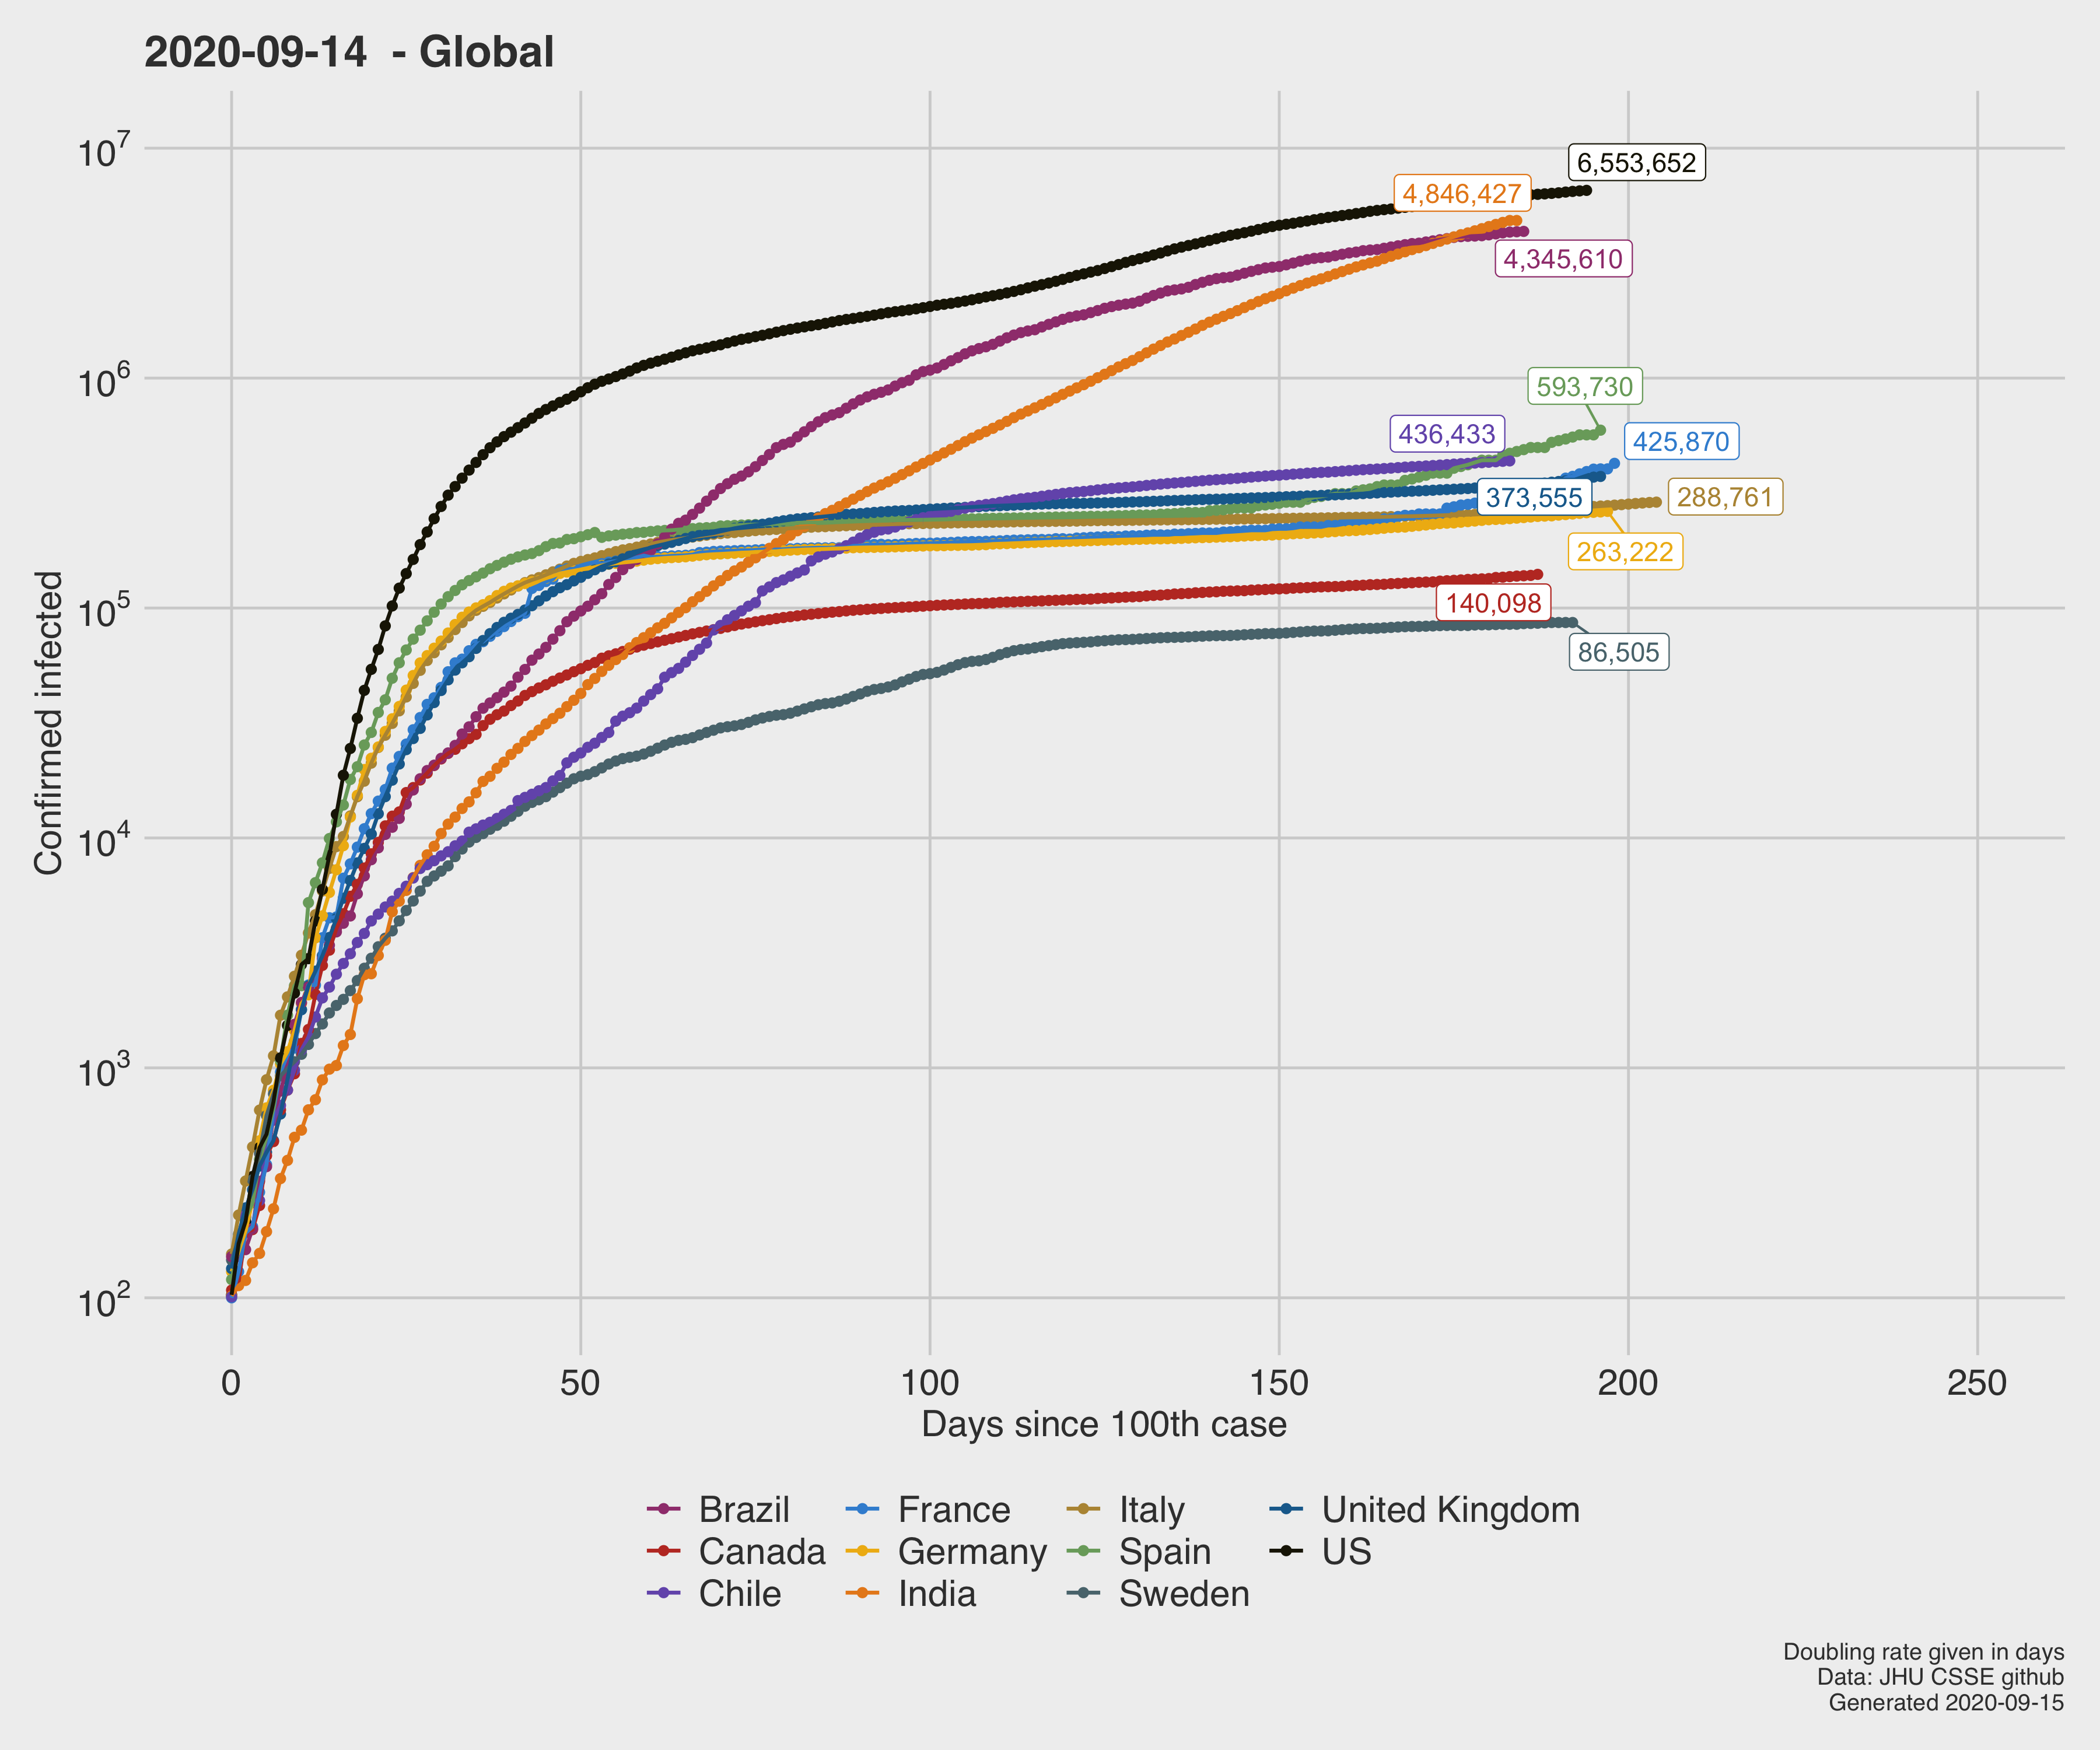 2020-09-14 - Global
10^7
10^6
10^5
10^4
10^3
10^2
Confirmed infected
6,553,652
4,846,427
4,345,610
593,730
436,433
425,870
373,555
288,761
263,222
140,098
86,505
0 50 100 150 200 250
Days since 100th case
Brazil France Italy United Kingdom
Canada Germany Spain US
Chile India Sweden
Doubling rate given in days
Data: JHU CSSE github
Generated 2020-09-15